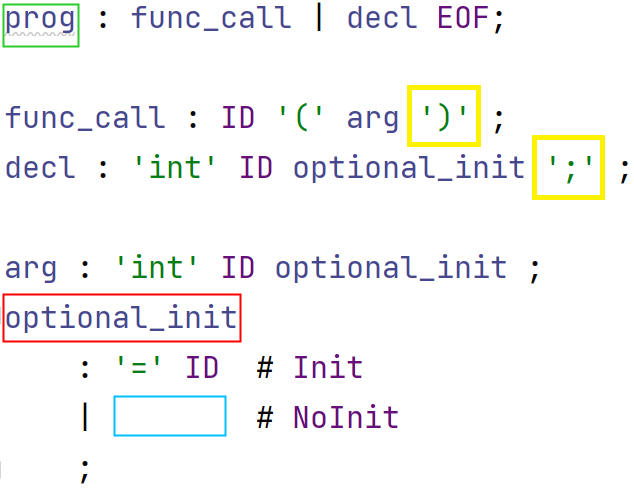 prog : func_call | decl EOF;
func_call : ID '(' arg ')' ;
decl : 'int' ID optional_init ';' ;
arg : 'int' ID optional_init ;
optional_init
: '=' ID # Init
| # NoInit
;